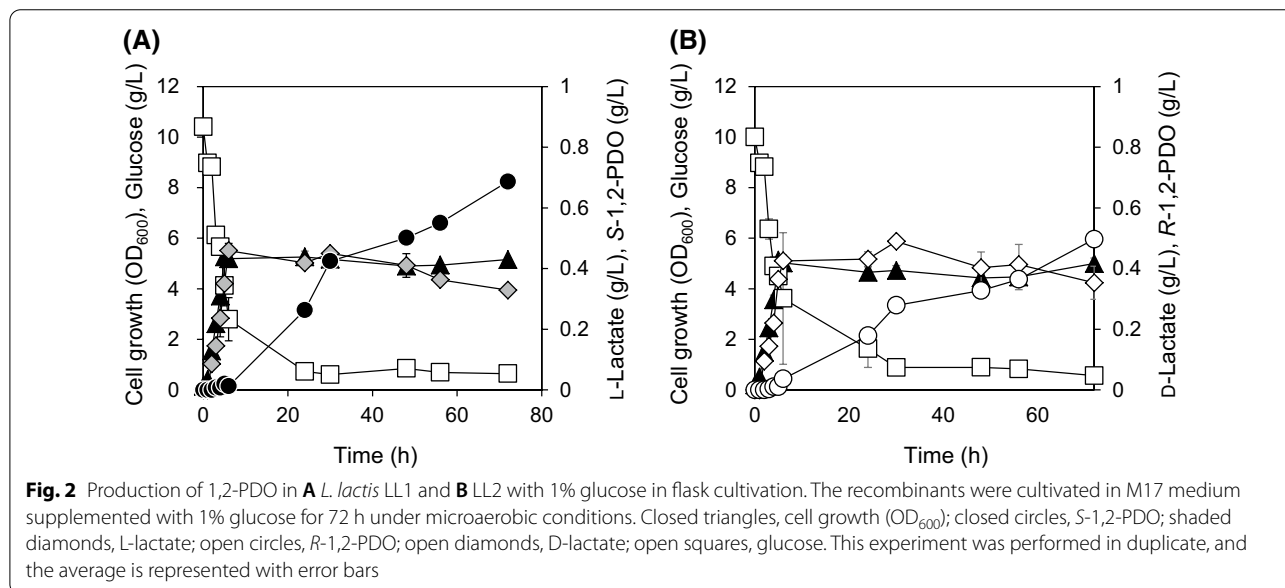 (A)
(B)
12
10
8
6
4
2
0
1
0.8
0.6
0.4
0.2
0
0
20
40
60
80
Time (h)
Cell growth (OD600), Glucose (g/L)
L-Lactate (g/L), S-1,2-PDO (g/L)
12
10
8
6
4
2
0
1
0.8
0.6
0.4
0.2
0
0
20
40
60
Time (h)
Cell growth (OD600), Glucose (g/L)
D-Lactate (g/L), R-1,2-PDO (g/L)
Fig. 2 Production of 1,2-PDO in A L. lactis LL1 and B LL2 with 1% glucose in flask cultivation. The recombinants were cultivated in M17 medium
supplemented with 1% glucose for 72 h under microaerobic conditions. Closed triangles, cell growth (OD600); closed circles, S-1,2-PDO; shaded
diamonds, L-lactate; open circles, R-1,2-PDO; open diamonds, D-lactate; open squares, glucose. This experiment was performed in duplicate, and
the average is represented with error bars